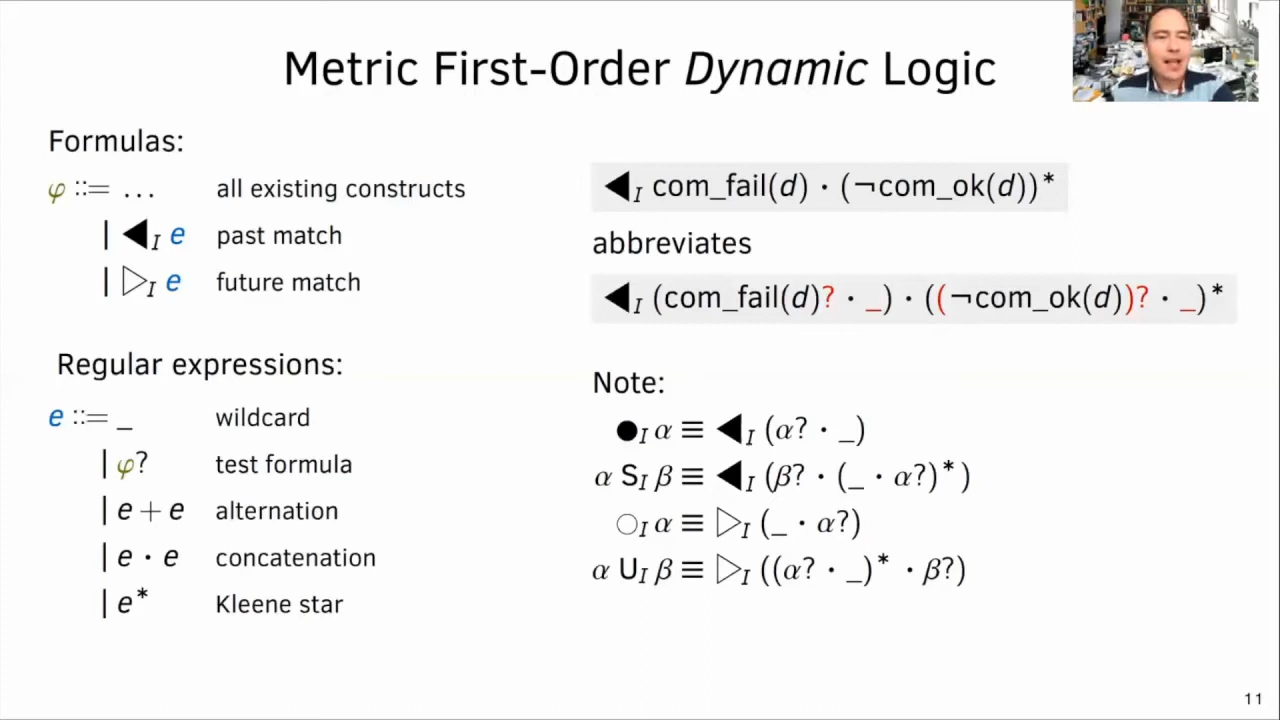 Metric First-Order Dynamic Logic
Formulas:
φ ::= ... all existing constructs
| ◀I e past match
| ▷I e future match
Regular expressions:
e ::= _ wildcard
| φ? test formula
| e + e alternation
| e · e concatenation
| e* Kleene star
◀I com_fail(d) · (¬com_ok(d))*
abbreviates
◀I (com_fail(d)? · _) · ((¬com_ok(d))? · _)*
Note:
●I α ≡ ◀I (α? · _)
α SI β ≡ ◀I (β? · (_ · α?)*)
○I α ≡ ▷I (_ · α?)
α UI β ≡ ▷I ((α? · _)* · β?)
11